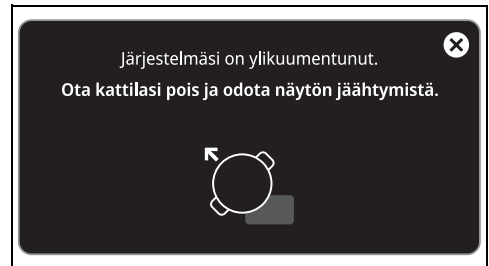 Järjestelmäsi on ylikuumentunut.
Ota kattilasi pois ja odota näytön jäähtymistä.